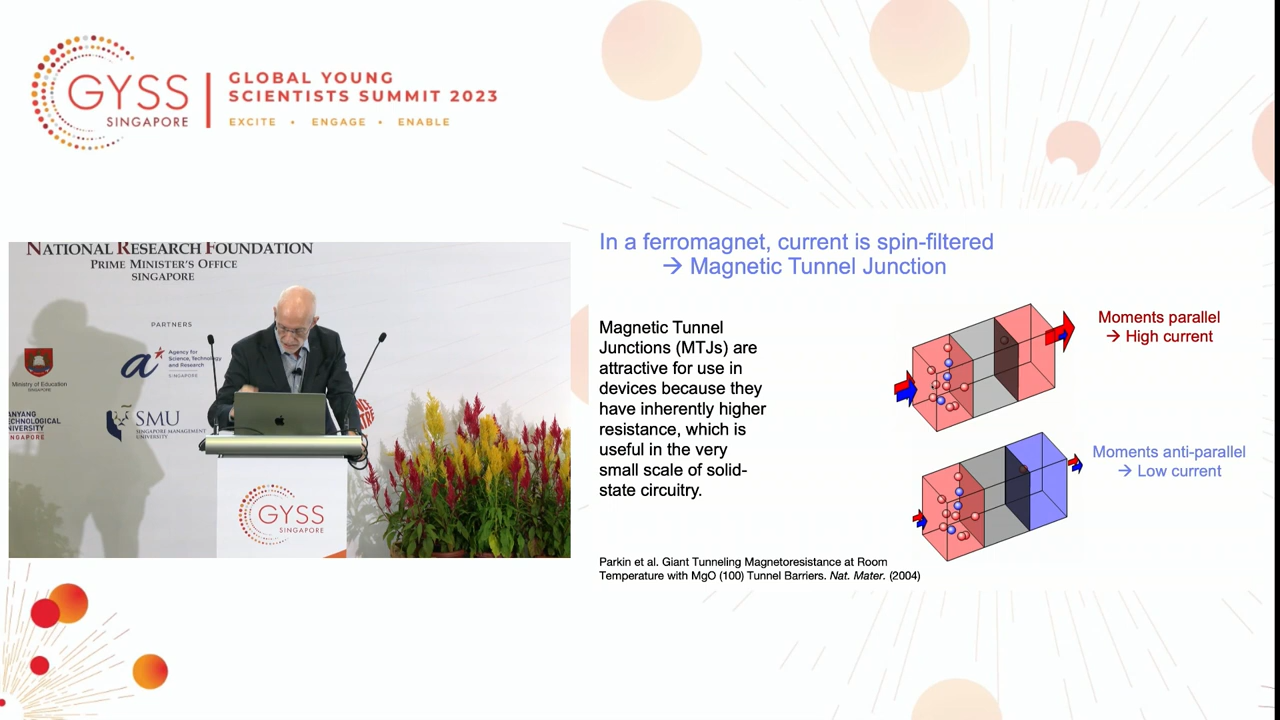 GYSS
SINGAPORE
GLOBAL YOUNG
SCIENTISTS SUMMIT 2023
EXCITE • ENGAGE • ENABLE
NATIONAL RESEARCH FOUNDATION
PRIME MINISTER'S OFFICE
SINGAPORE
PARTNERS
Ministry of Education
SINGAPORE
Agency for
Science, Technology
and Research
SINGAPORE
ANYANG
ECHNOLOGICAL
IVERSITY
NGAPORE
SMU
SINGAPORE MANAGEMENT
UNIVERSITY
GYSS
SINGAPORE
In a ferromagnet, current is spin-filtered
→ Magnetic Tunnel Junction
Magnetic Tunnel
Junctions (MTJs) are
attractive for use in
devices because they
have inherently higher
resistance, which is
useful in the very
small scale of solid-
state circuitry.
Moments parallel
→ High current
Moments anti-parallel
→ Low current
Parkin et al. Giant Tunneling Magnetoresistance at Room
Temperature with MgO (100) Tunnel Barriers. Nat. Mater. (2004)